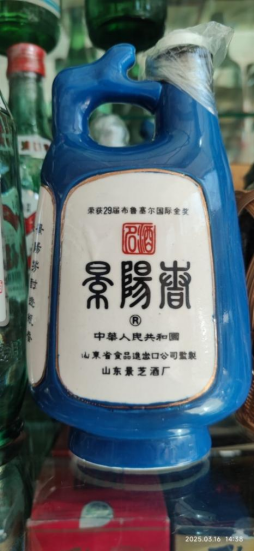 荣获29届布鲁塞尔国际金奖
名酒
景陽春
®
中華人民共和國
山東省食品進出口公司監製
山东景芝酒厂
2025.03.16 14:38